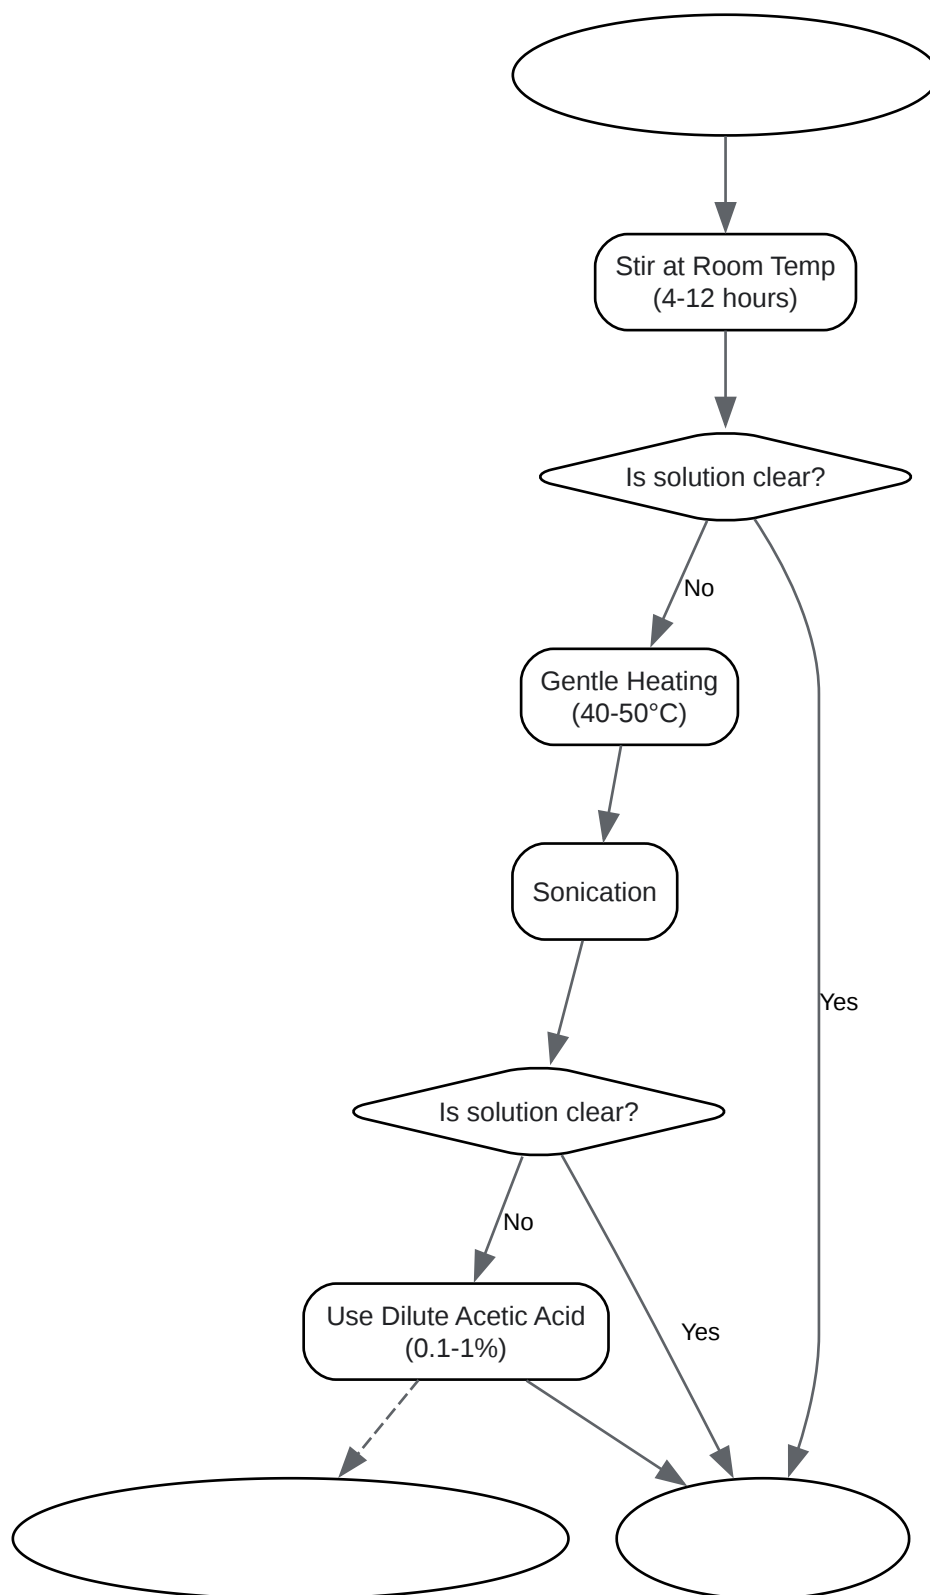 Stir at Room Temp
(4-12 hours)
Is solution clear?
No
Gentle Heating
(40-50°C)
Sonication
Yes
Is solution clear?
No
Use Dilute Acetic Acid
(0.1-1%)
Yes